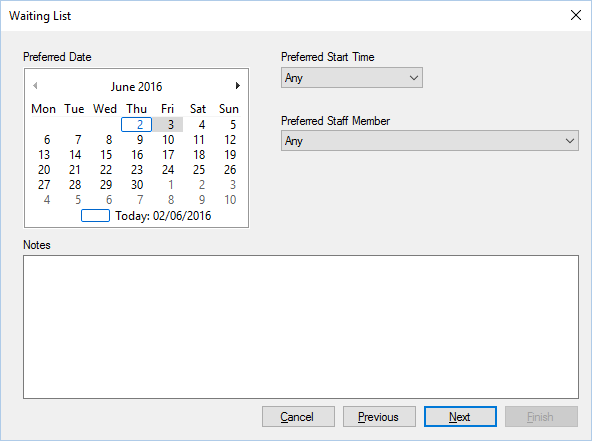 Waiting List
Preferred Date
Preferred Start Time
June 2016
Any
Mon Tue Wed Thu Fri Sat Sun
Preferred Staff Member
2 3 4 5
Any
6 7 8 9 10 11 12
13 14 15 16 17 18 19
20 21 22 23 24 25 26
27 28 29 30 1 2 3
4 5 6 7 8 9 10
Today: 02/06/2016
Notes
Cancel Previous Next Finish